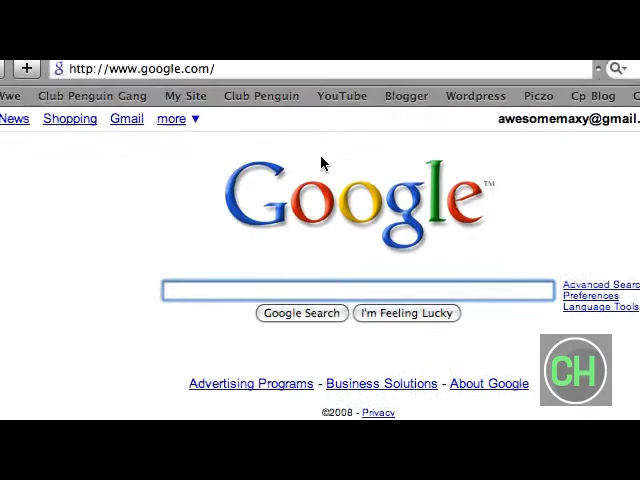 http://www.google.com/
Wwe Club Penguin Gang My Site Club Penguin YouTube Blogger Wordpress Piczo Cp Blog
News Shopping Gmail more ▼ awesomemaxy@gmail.
Google™
Advanced Searc
Preferences
Language Tools
Google Search I'm Feeling Lucky
CH
Advertising Programs - Business Solutions - About Google
©2008 - Privacy